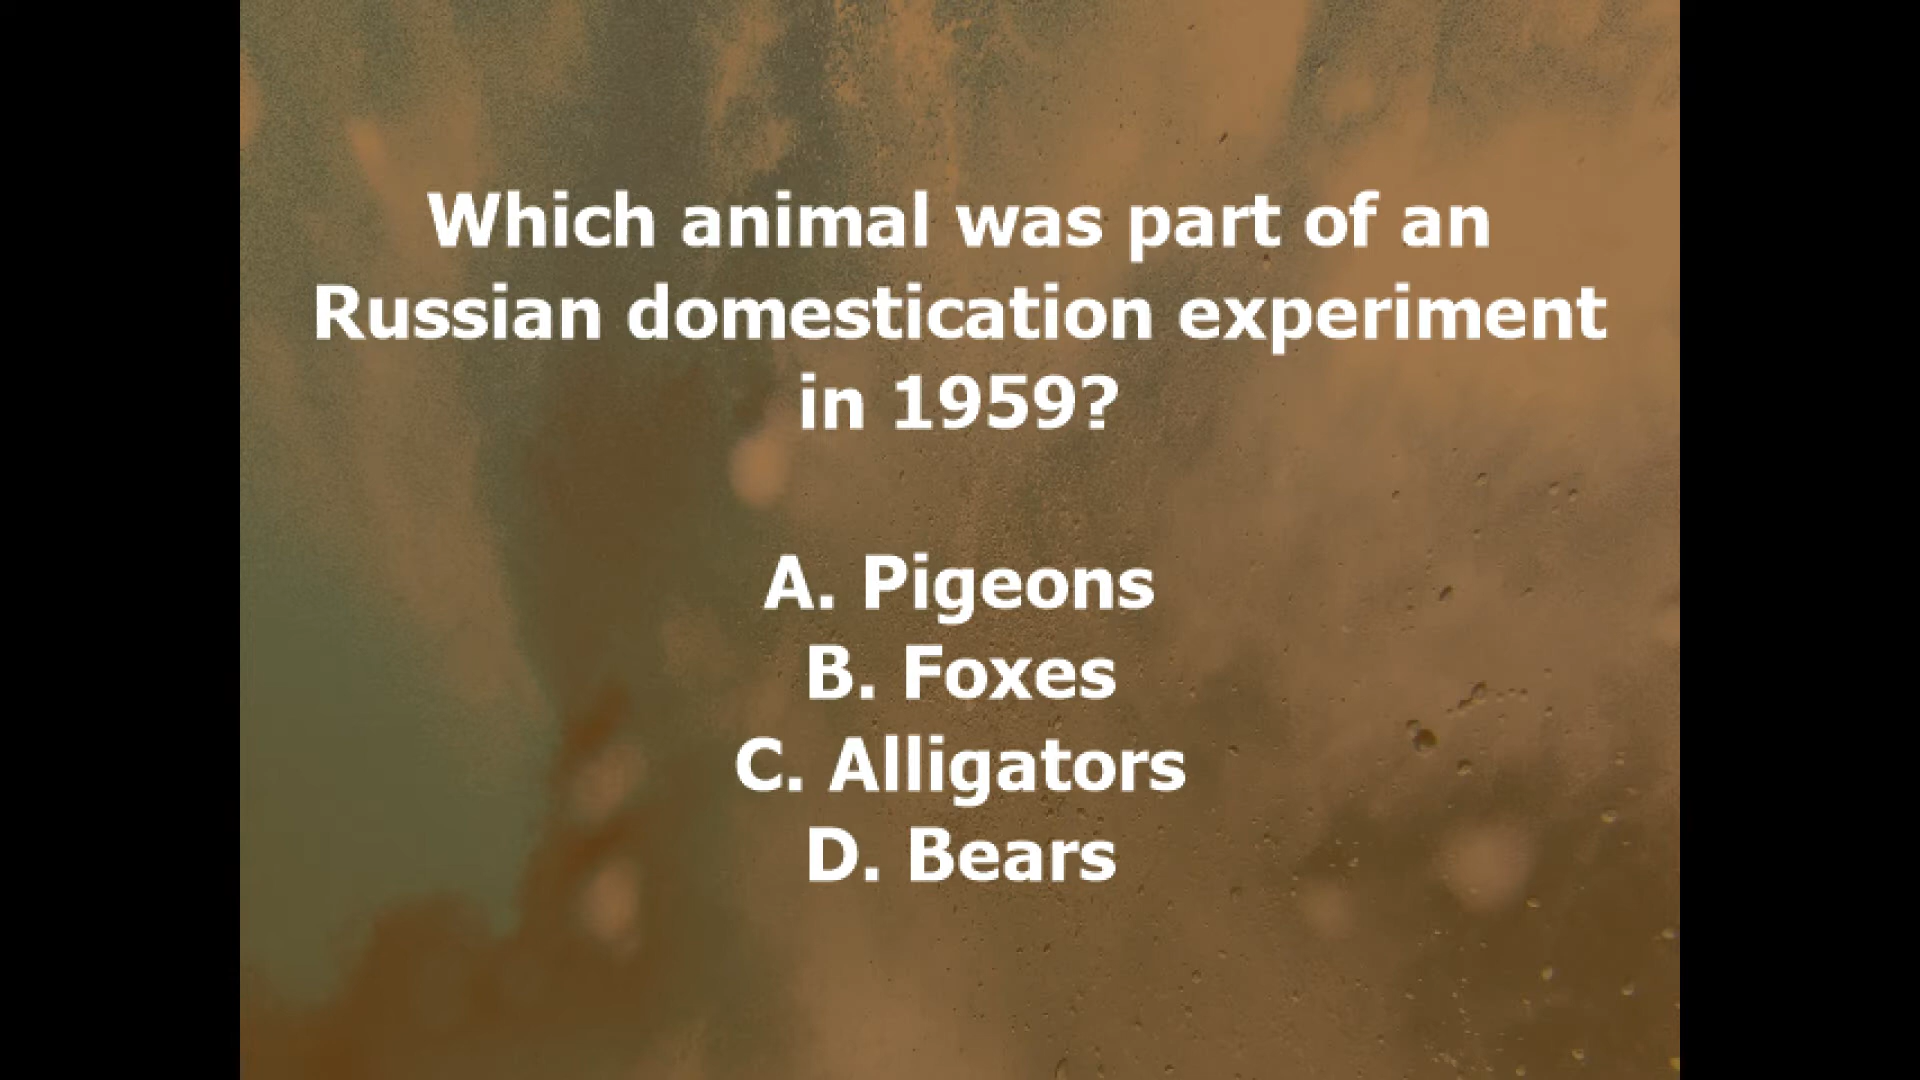 Which animal was part of an
Russian domestication experiment
in 1959?
A. Pigeons
B. Foxes
C. Alligators
D. Bears